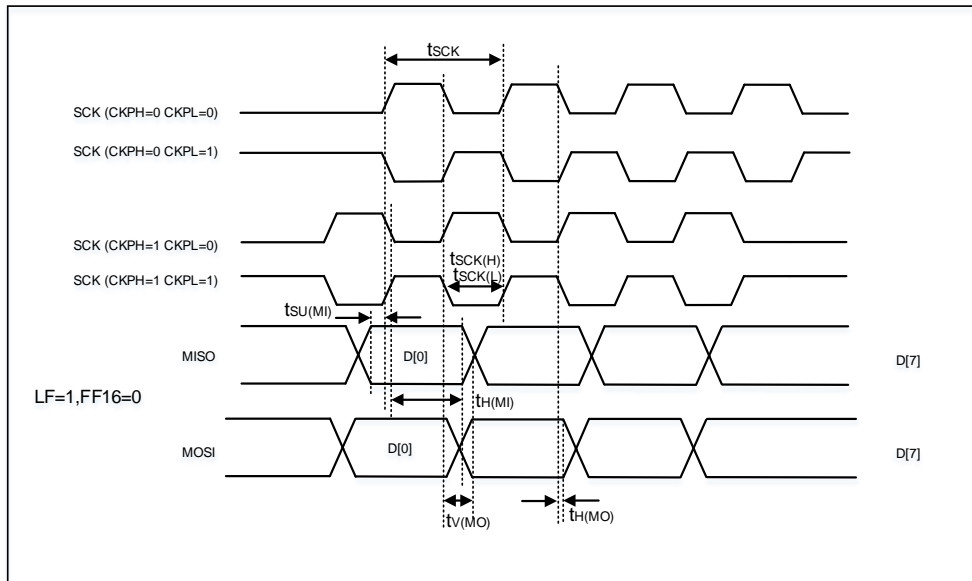 tSCK
SCK (CKPH=0 CKPL=0)
SCK (CKPH=0 CKPL=1)
SCK (CKPH=1 CKPL=0)
tSCK(H)
SCK (CKPH=1 CKPL=1)
tSCK(L)
tSU(MI)
MISO
D[0]
D[7]
LF=1,FF16=0
tH(MI)
MOSI
D[0]
D[7]
tV(MO)
tH(MO)